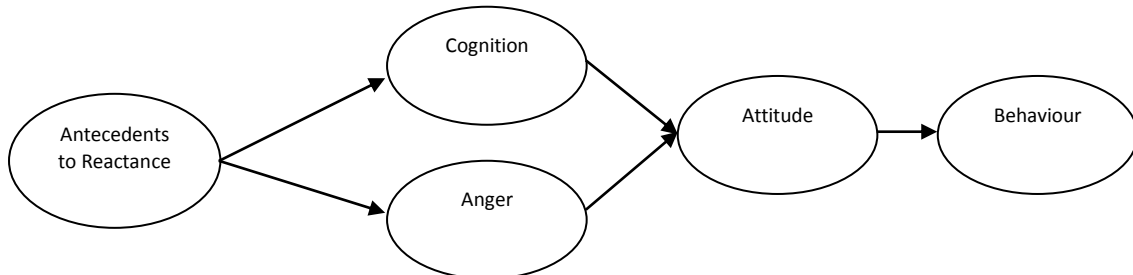 Antecedents
to Reactance
Cognition
Anger
Attitude
Behaviour